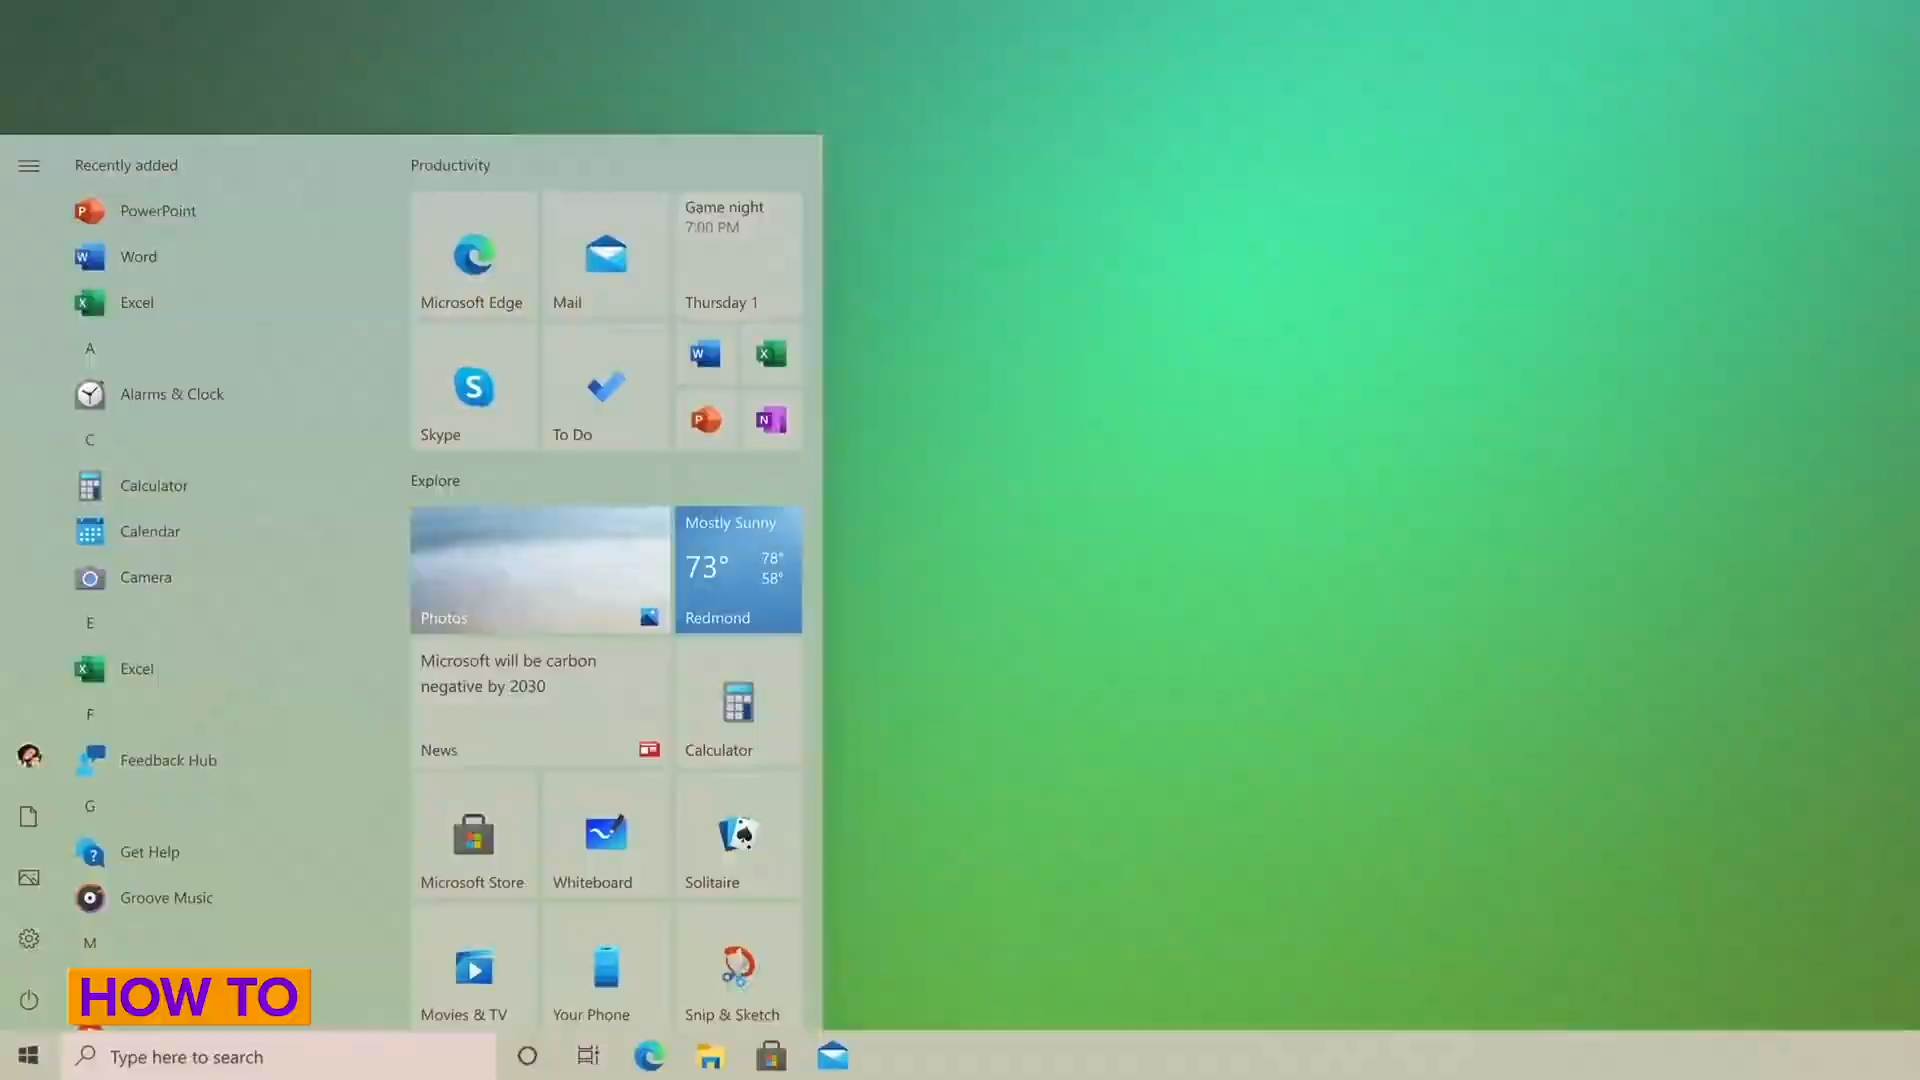 Recently added
PowerPoint
Word
Excel
A
Alarms & Clock
C
Calculator
Calendar
Camera
E
Excel
F
Feedback Hub
G
Get Help
Groove Music
M
HOW TO
Productivity
Microsoft Edge
Mail
Game night
7:00 PM
Thursday 1
Skype
To Do
Explore
Photos
Mostly Sunny
73°
78°
58°
Redmond
Microsoft will be carbon
negative by 2030
News
Calculator
Microsoft Store
Whiteboard
Solitaire
Movies & TV
Your Phone
Snip & Sketch
Type here to search